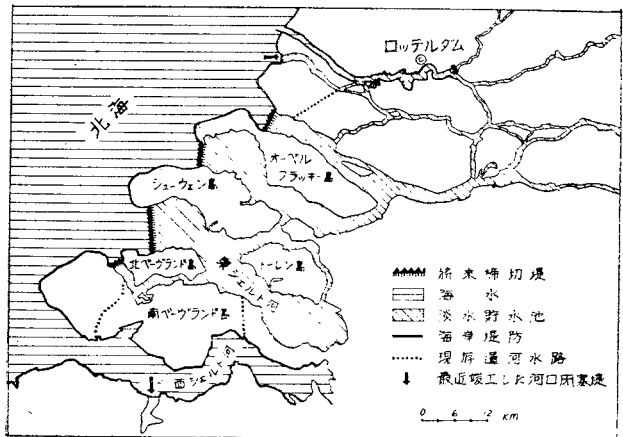 ロッテルダム
北海
オーベル
フラッキー島
シューウェン島
北ベーヴランド島
東シェルト河
トーレン島
南ベーヴランド島
西シェルト河
将来締切堤
海水
淡水貯水池
海岸堤防
現存運河水路
最近竣工した河口閉塞堤
0 6 12 KM